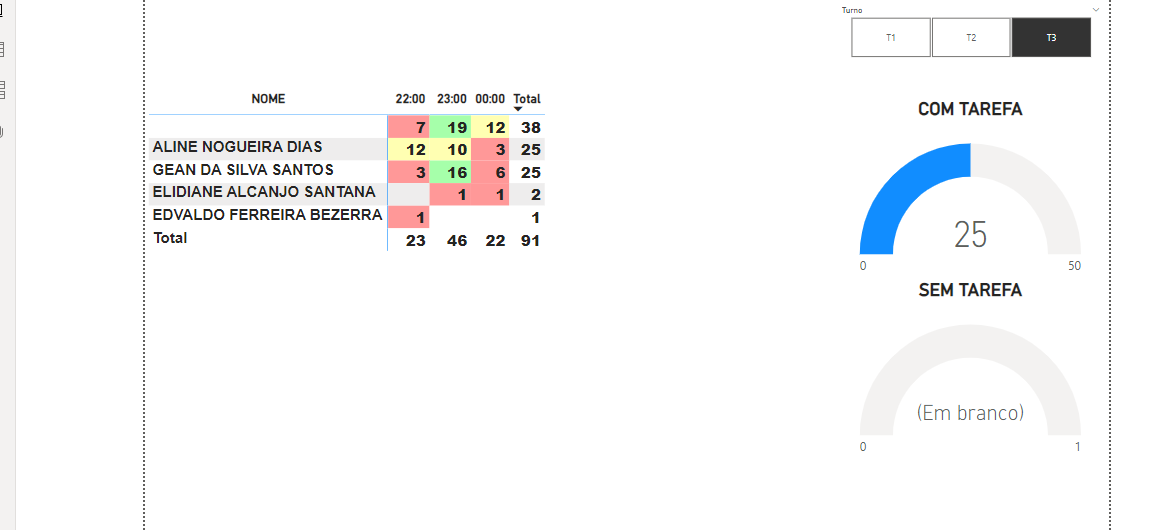 Turno
T1 T2 T3
NOME 22:00 23:00 00:00 Total
7 19 12 38
ALINE NOGUEIRA DIAS 12 10 3 25
GEAN DA SILVA SANTOS 3 16 6 25
ELIDIANE ALCANJO SANTANA 1 1 2
EDVALDO FERREIRA BEZERRA 1 1
Total 23 46 22 91
COM TAREFA
25
0 50
SEM TAREFA
(Em branco)
0 1